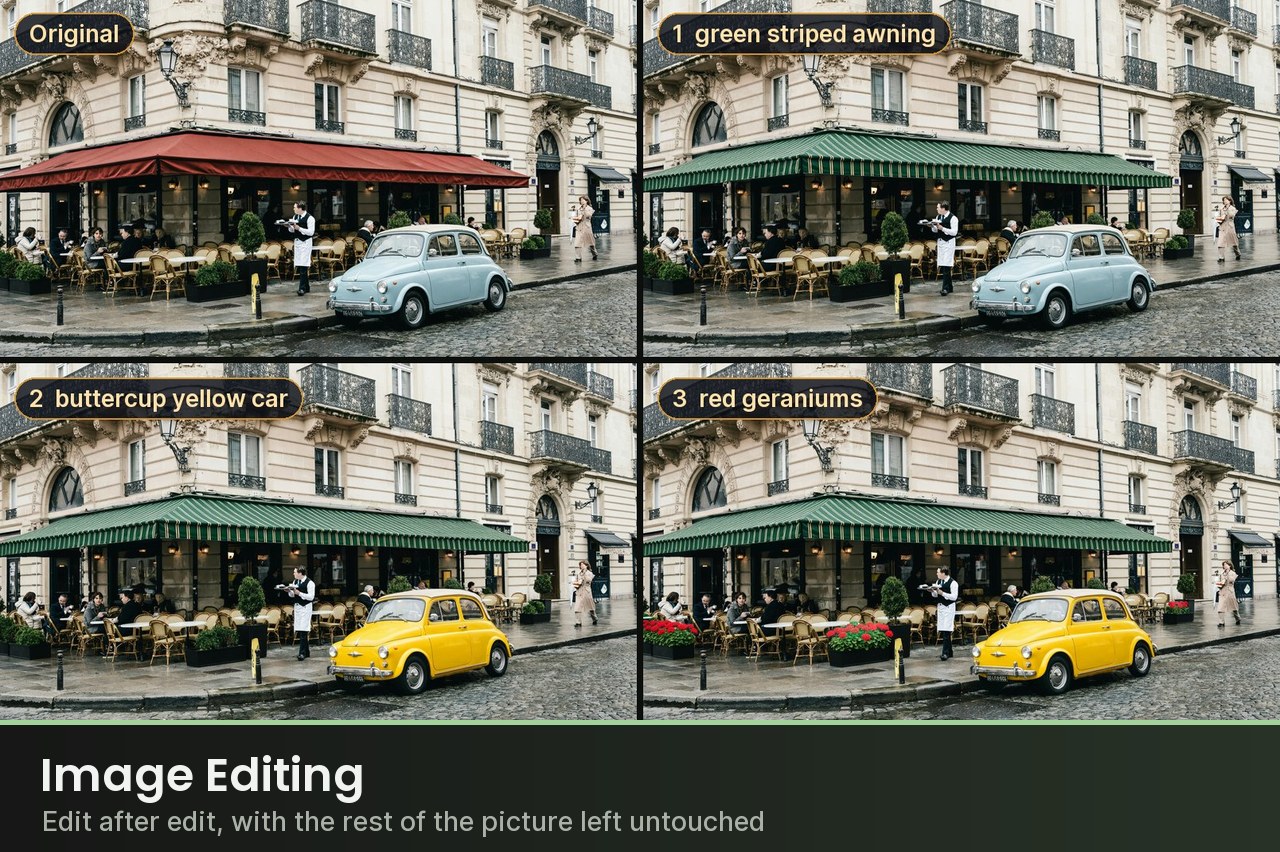 Original
1 green striped awning
2 buttercup yellow car
3 red geraniums
Image Editing
Edit after edit, with the rest of the picture left untouched